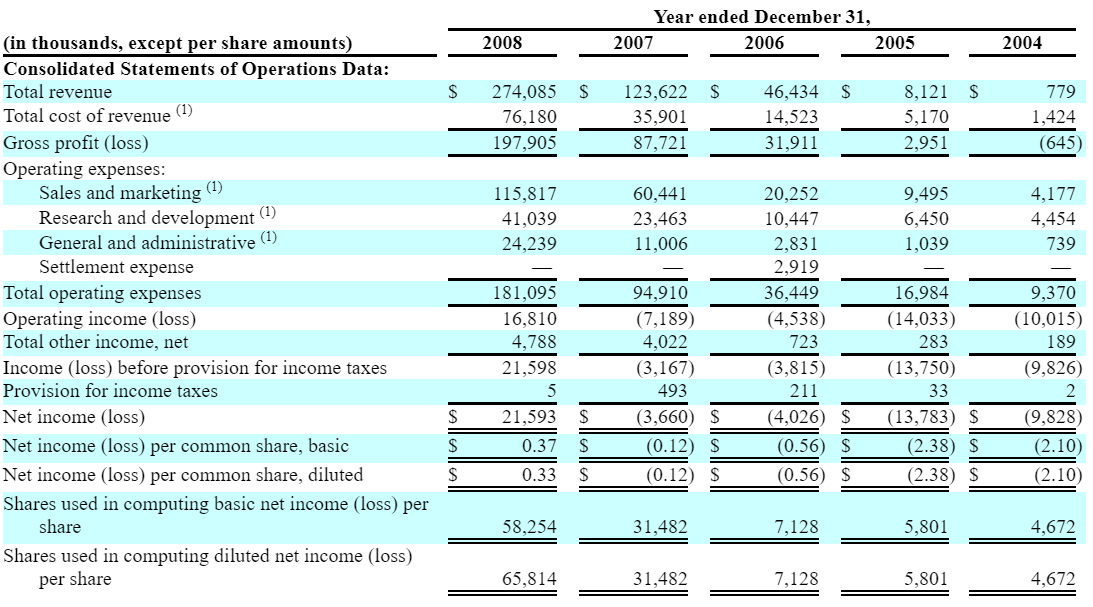 Year ended December 31,
(in thousands, except per share amounts) 2008 2007 2006 2005 2004
Consolidated Statements of Operations Data:
Total revenue $ 274,085 $ 123,622 $ 46,434 $ 8,121 $ 779
Total cost of revenue (1) 76,180 35,901 14,523 5,170 1,424
Gross profit (loss) 197,905 87,721 31,911 2,951 (645)
Operating expenses:
Sales and marketing (1) 115,817 60,441 20,252 9,495 4,177
Research and development (1) 41,039 23,463 10,447 6,450 4,454
General and administrative (1) 24,239 11,006 2,831 1,039 739
Settlement expense — — 2,919 — —
Total operating expenses 181,095 94,910 36,449 16,984 9,370
Operating income (loss) 16,810 (7,189) (4,538) (14,033) (10,015)
Total other income, net 4,788 4,022 723 283 189
Income (loss) before provision for income taxes 21,598 (3,167) (3,815) (13,750) (9,826)
Provision for income taxes 5 493 211 33 2
Net income (loss) $ 21,593 $ (3,660) $ (4,026) $ (13,783) $ (9,828)
Net income (loss) per common share, basic $ 0.37 $ (0.12) $ (0.56) $ (2.38) $ (2.10)
Net income (loss) per common share, diluted $ 0.33 $ (0.12) $ (0.56) $ (2.38) $ (2.10)
Shares used in computing basic net income (loss) per
share 58,254 31,482 7,128 5,801 4,672
Shares used in computing diluted net income (loss)
per share 65,814 31,482 7,128 5,801 4,672